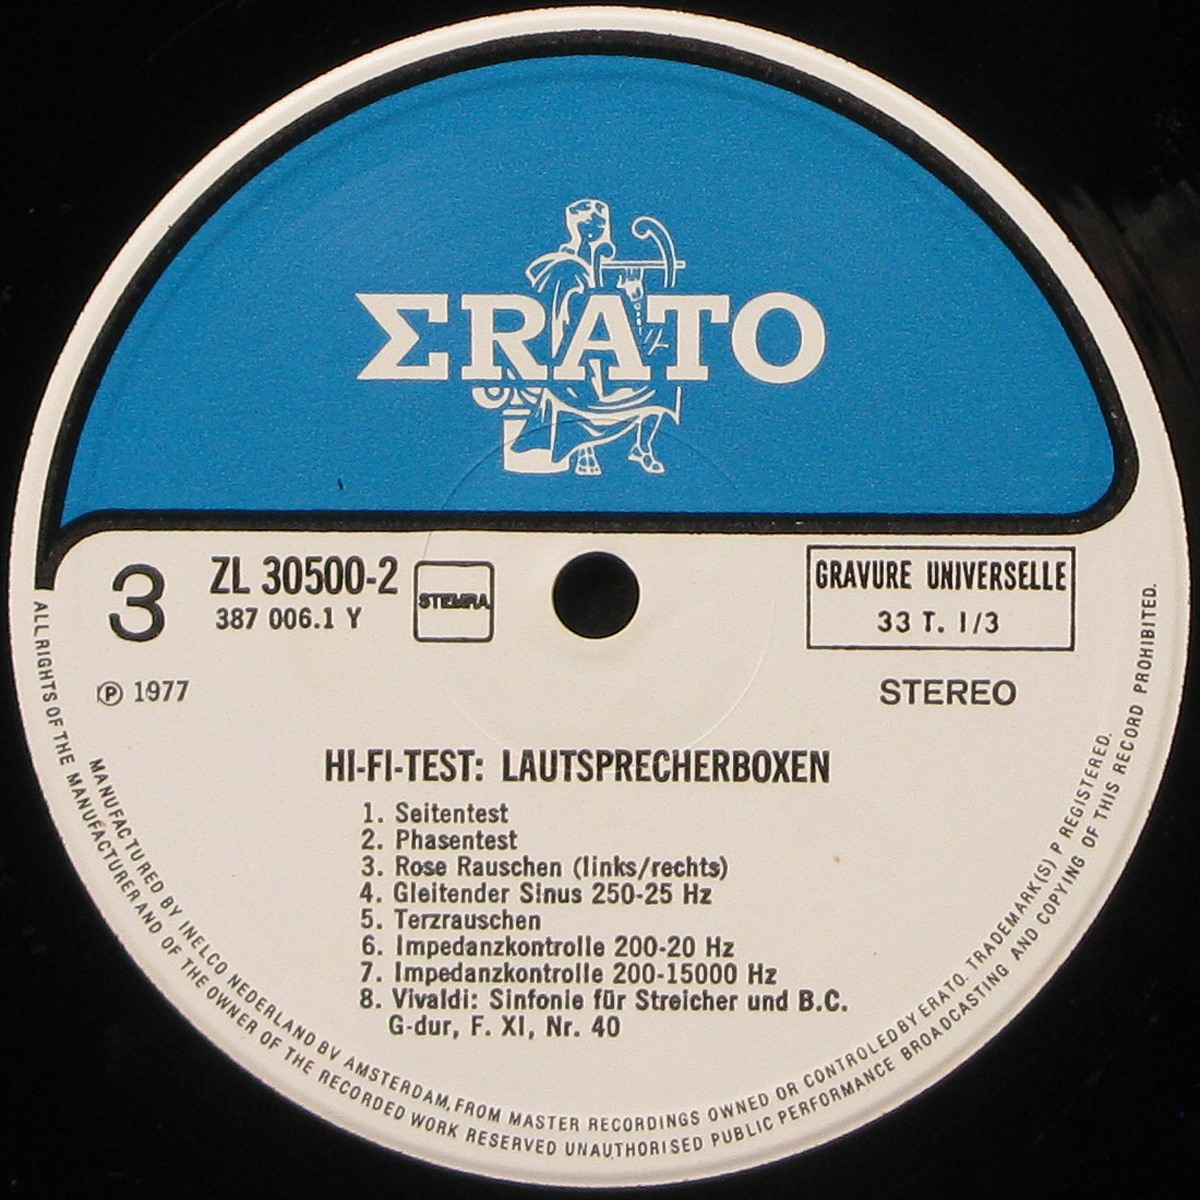 ΣRATO
3
ZL 30500-2
387 006.1 Y
STEMRA
GRAVURE UNIVERSELLE
33 T. 1/3
℗ 1977
STEREO
HI-FI-TEST: LAUTSPRECHERBOXEN
1. Seitentest
2. Phasentest
3. Rose Rauschen (links/rechts)
4. Gleitender Sinus 250-25 Hz
5. Terzrauschen
6. Impedanzkontrolle 200-20 Hz
7. Impedanzkontrolle 200-15000 Hz
8. Vivaldi: Sinfonie für Streicher und B.C.
G-dur, F. XI, Nr. 40
MANUFACTURED BY INELCO NEDERLAND BV AMSTERDAM, FROM MASTER RECORDINGS OWNED OR CONTROLED BY ERATO. TRADEMARK(S) P REGISTERED.
ALL RIGHTS OF THE MANUFACTURER AND OF THE OWNER OF THE RECORDED WORK RESERVED UNAUTHORISED PUBLIC PERFORMANCE BROADCASTING AND COPYING OF THIS RECORD PROHIBITED.